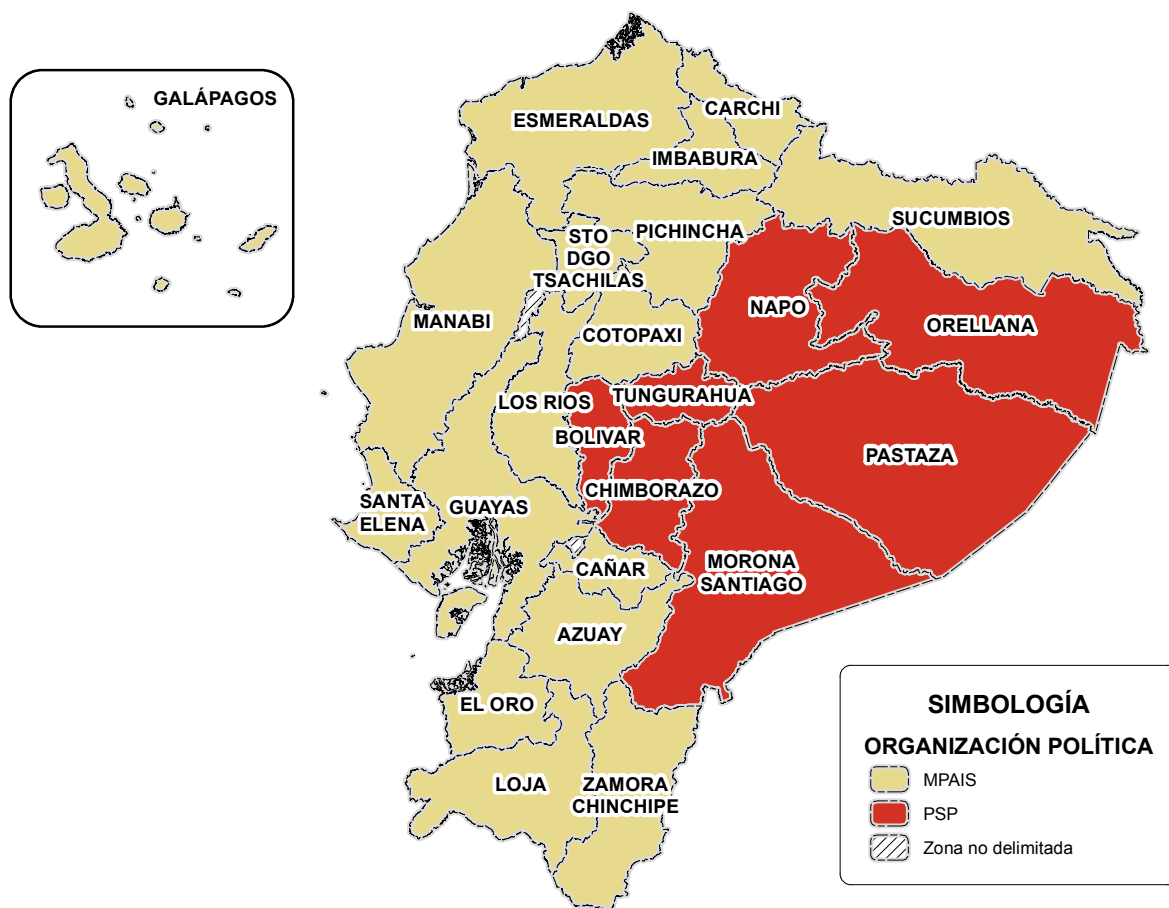 GALÁPAGOS
ESMERALDAS
CARCHI
IMBABURA
SUCUMBIOS
PICHINCHA
STO
DGO
TSACHILAS
NAPO
ORELLANA
MANABI
COTOPAXI
LOS RIOS
TUNGURAHUA
BOLIVAR
PASTAZA
CHIMBORAZO
SANTA
ELENA
GUAYAS
MORONA
SANTIAGO
CAÑAR
AZUAY
EL ORO
LOJA
ZAMORA
CHINCHIPE
SIMBOLOGÍA
ORGANIZACIÓN POLÍTICA
MPAIS
PSP
Zona no delimitada